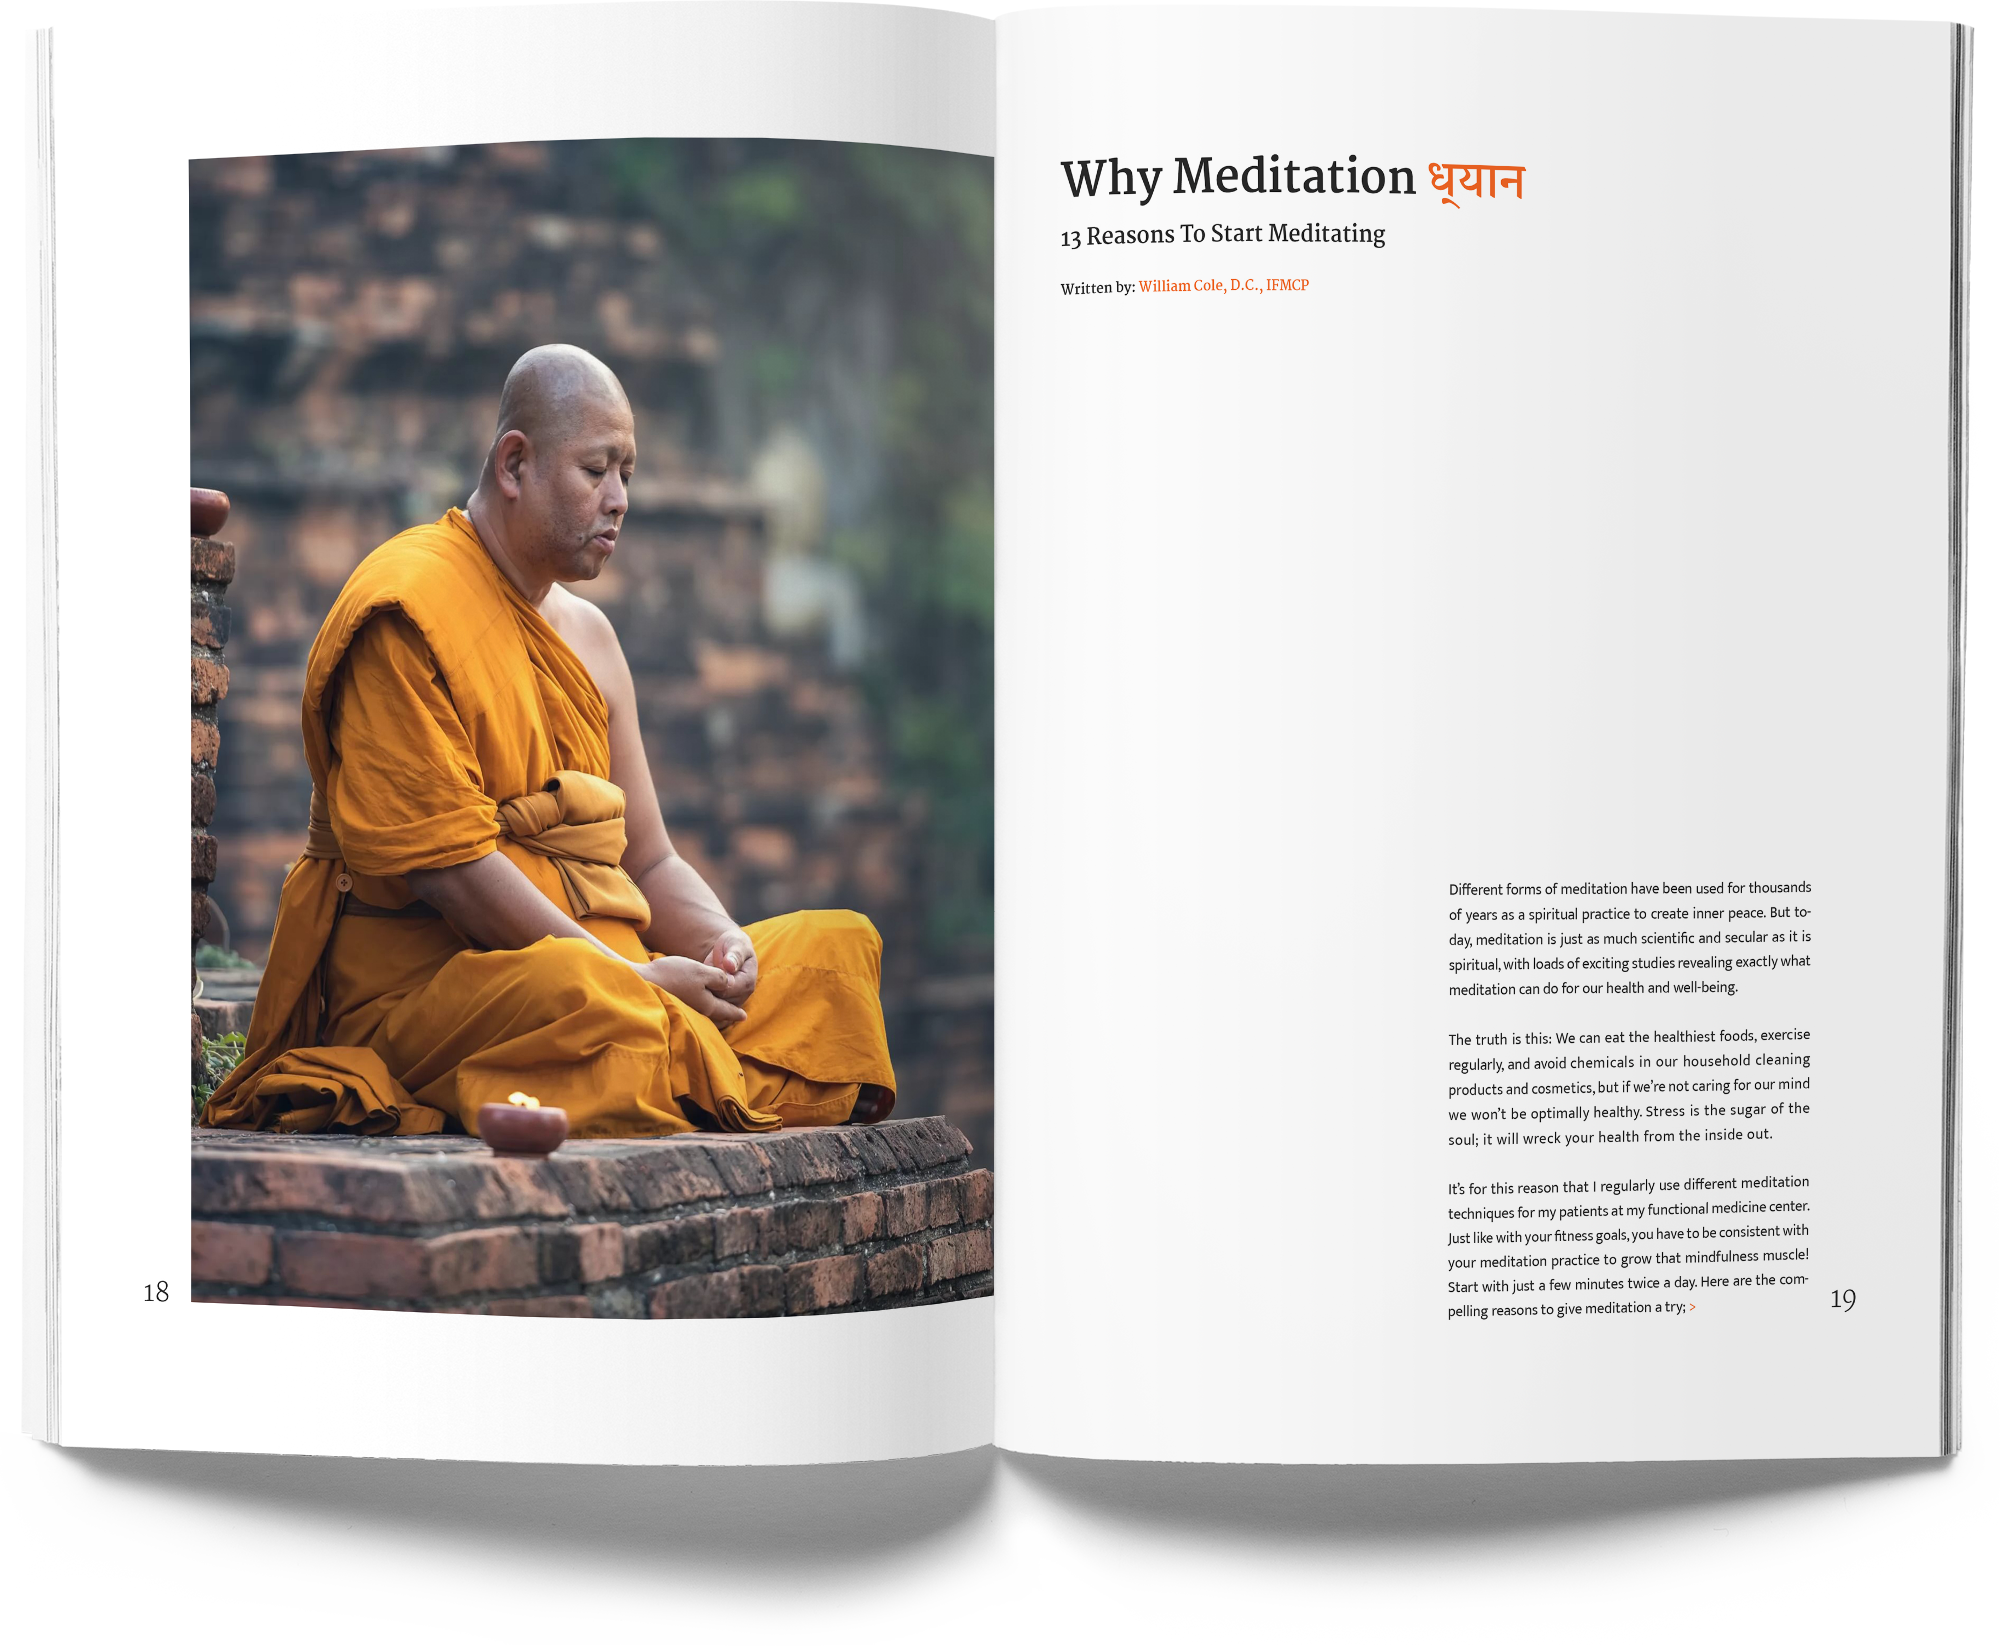 Why Meditation ध्‌यान
13 Reasons To Start Meditating
Written by: William Cole, D.C., IFMCP
Different forms of meditation have been used for thousands
of years as a spiritual practice to create inner peace. But to-
day, meditation is just as much scientific and secular as it is
spiritual, with loads of exciting studies revealing exactly what
meditation can do for our health and well-being.
The truth is this: We can eat the healthiest foods, exercise
regularly, and avoid chemicals in our household cleaning
products and cosmetics, but if we're not caring for our mind
we won't be optimally healthy. Stress is the sugar of the
soul; it will wreck your health from the inside out.
It's for this reason that I regularly use different meditation
techniques for my patients at my functional medicine center.
Just like with your fitness goals, you have to be consistent with
your meditation practice to grow that mindfulness muscle!
Start with just a few minutes twice a day. Here are the com-
pelling reasons to give meditation a try; >
18
19